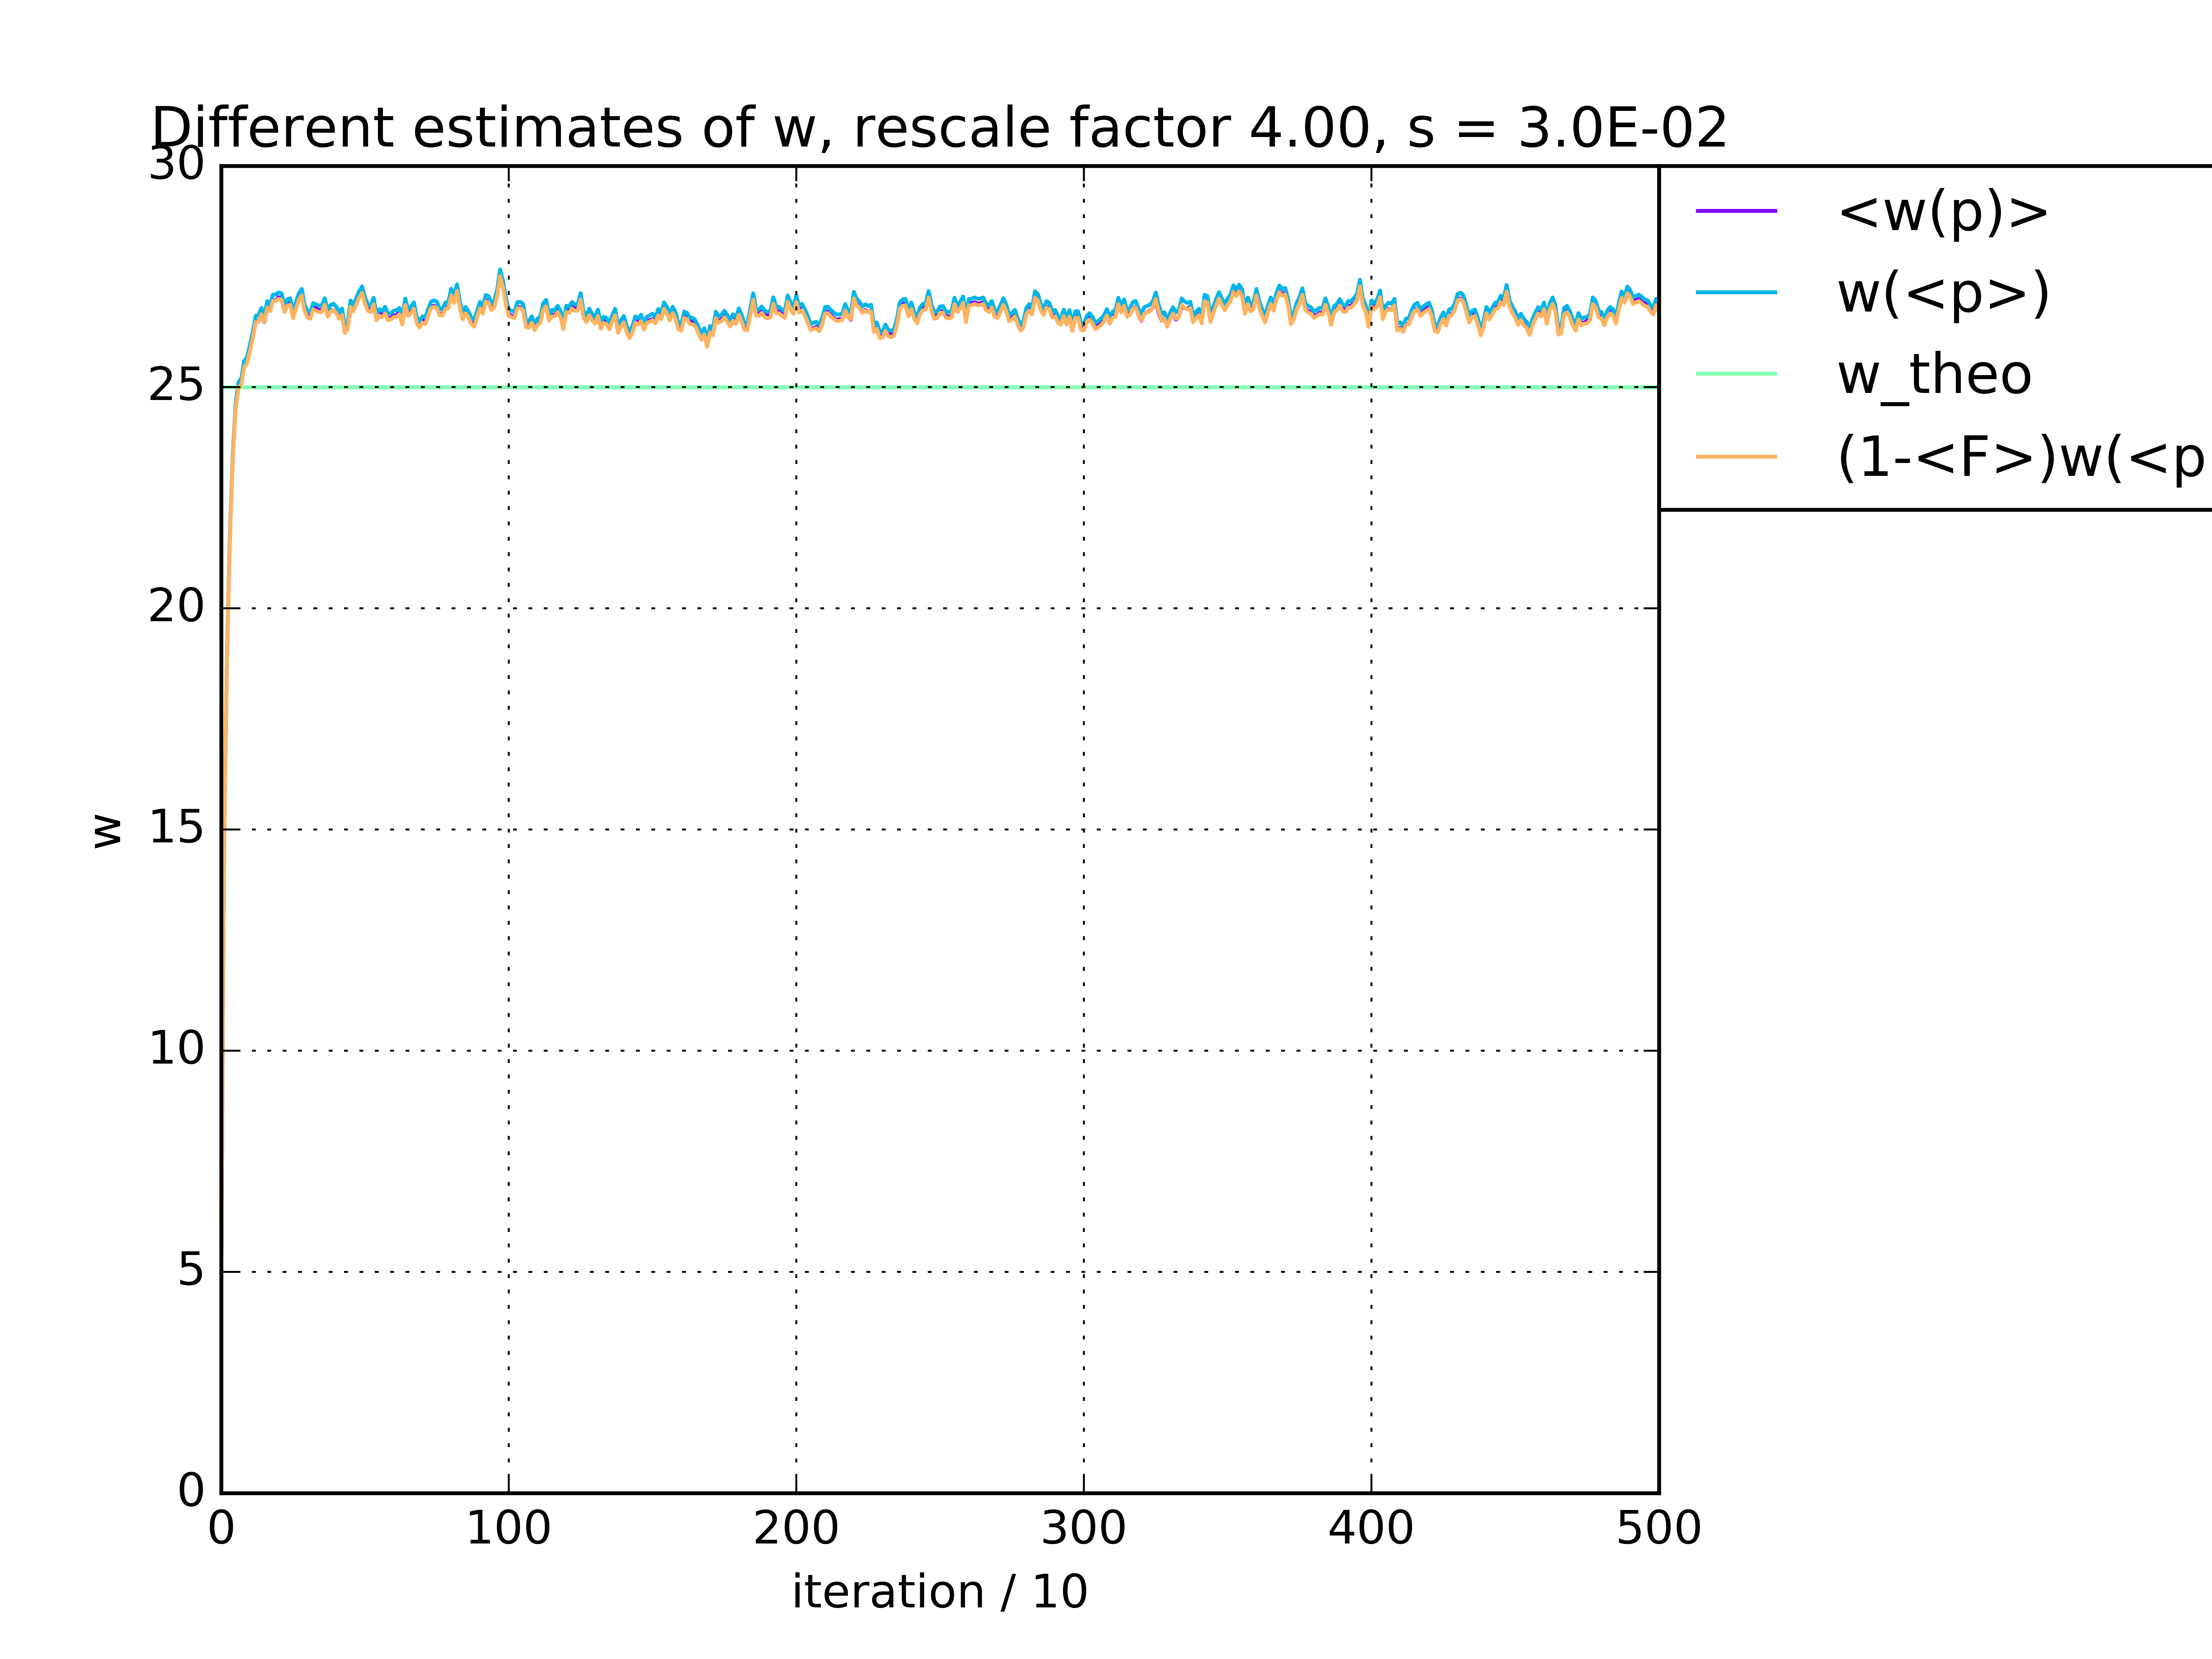 Different estimates of w, rescale factor 4.00, s = 3.0E-02
30
25
20
15
10
5
0
w
0 100 200 300 400 500
iteration / 10
<w(p)>
w(<p>)
w_theo
(1-<F>)w(<p